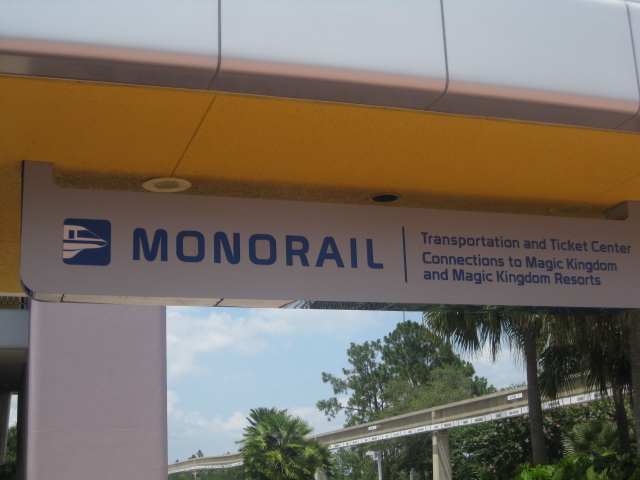 MONORAIL
Transportation and Ticket Center
Connections to Magic Kingdom
and Magic Kingdom Resorts